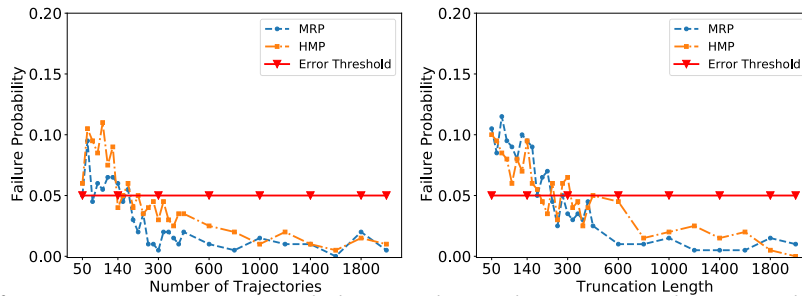 0.20
0.15
0.10
0.05
0.00
Failure Probability
50 140 300 600 1000 1400 1800
Number of Trajectories
MRP
HMP
Error Threshold
0.20
0.15
0.10
0.05
0.00
Failure Probability
50 140 300 600 1000 1400 1800
Truncation Length
MRP
HMP
Error Threshold